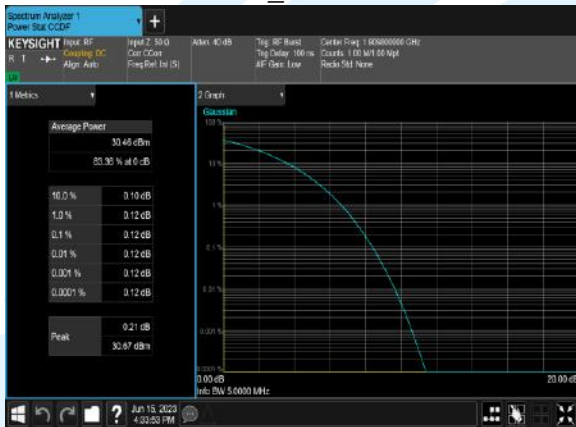 Spectrum Analyzer 1
Power Stat CCDF
+
KEYSIGHT
R T
Input: RF
Coupling: DC
Align: Auto
Input Z: 50 Ω
Corr CCorr
Freq Ref: Int (S)
Atten: 40 dB
Trig: RF Burst
Trig Delay: 100 ns
#IF Gain: Low
Center Freq: 1.909800000 GHz
Counts: 1.00 M/1.00 Mpt
Radio Std: None
1 Metrics
Average Power
30.46 dBm
83.36 % at 0 dB
10.0 % 0.10 dB
1.0 % 0.12 dB
0.1 % 0.12 dB
0.01 % 0.12 dB
0.001 % 0.12 dB
0.0001 % 0.12 dB
Peak
0.21 dB
30.67 dBm
2 Graph
Gaussian
100 %
10 %
1 %
0.1 %
0.01 %
0.001 %
0.0001 %
0.00 dB
20.00 dB
Info BW 5.0000 MHz
?
Jun 15, 2023
4:33:53 PM